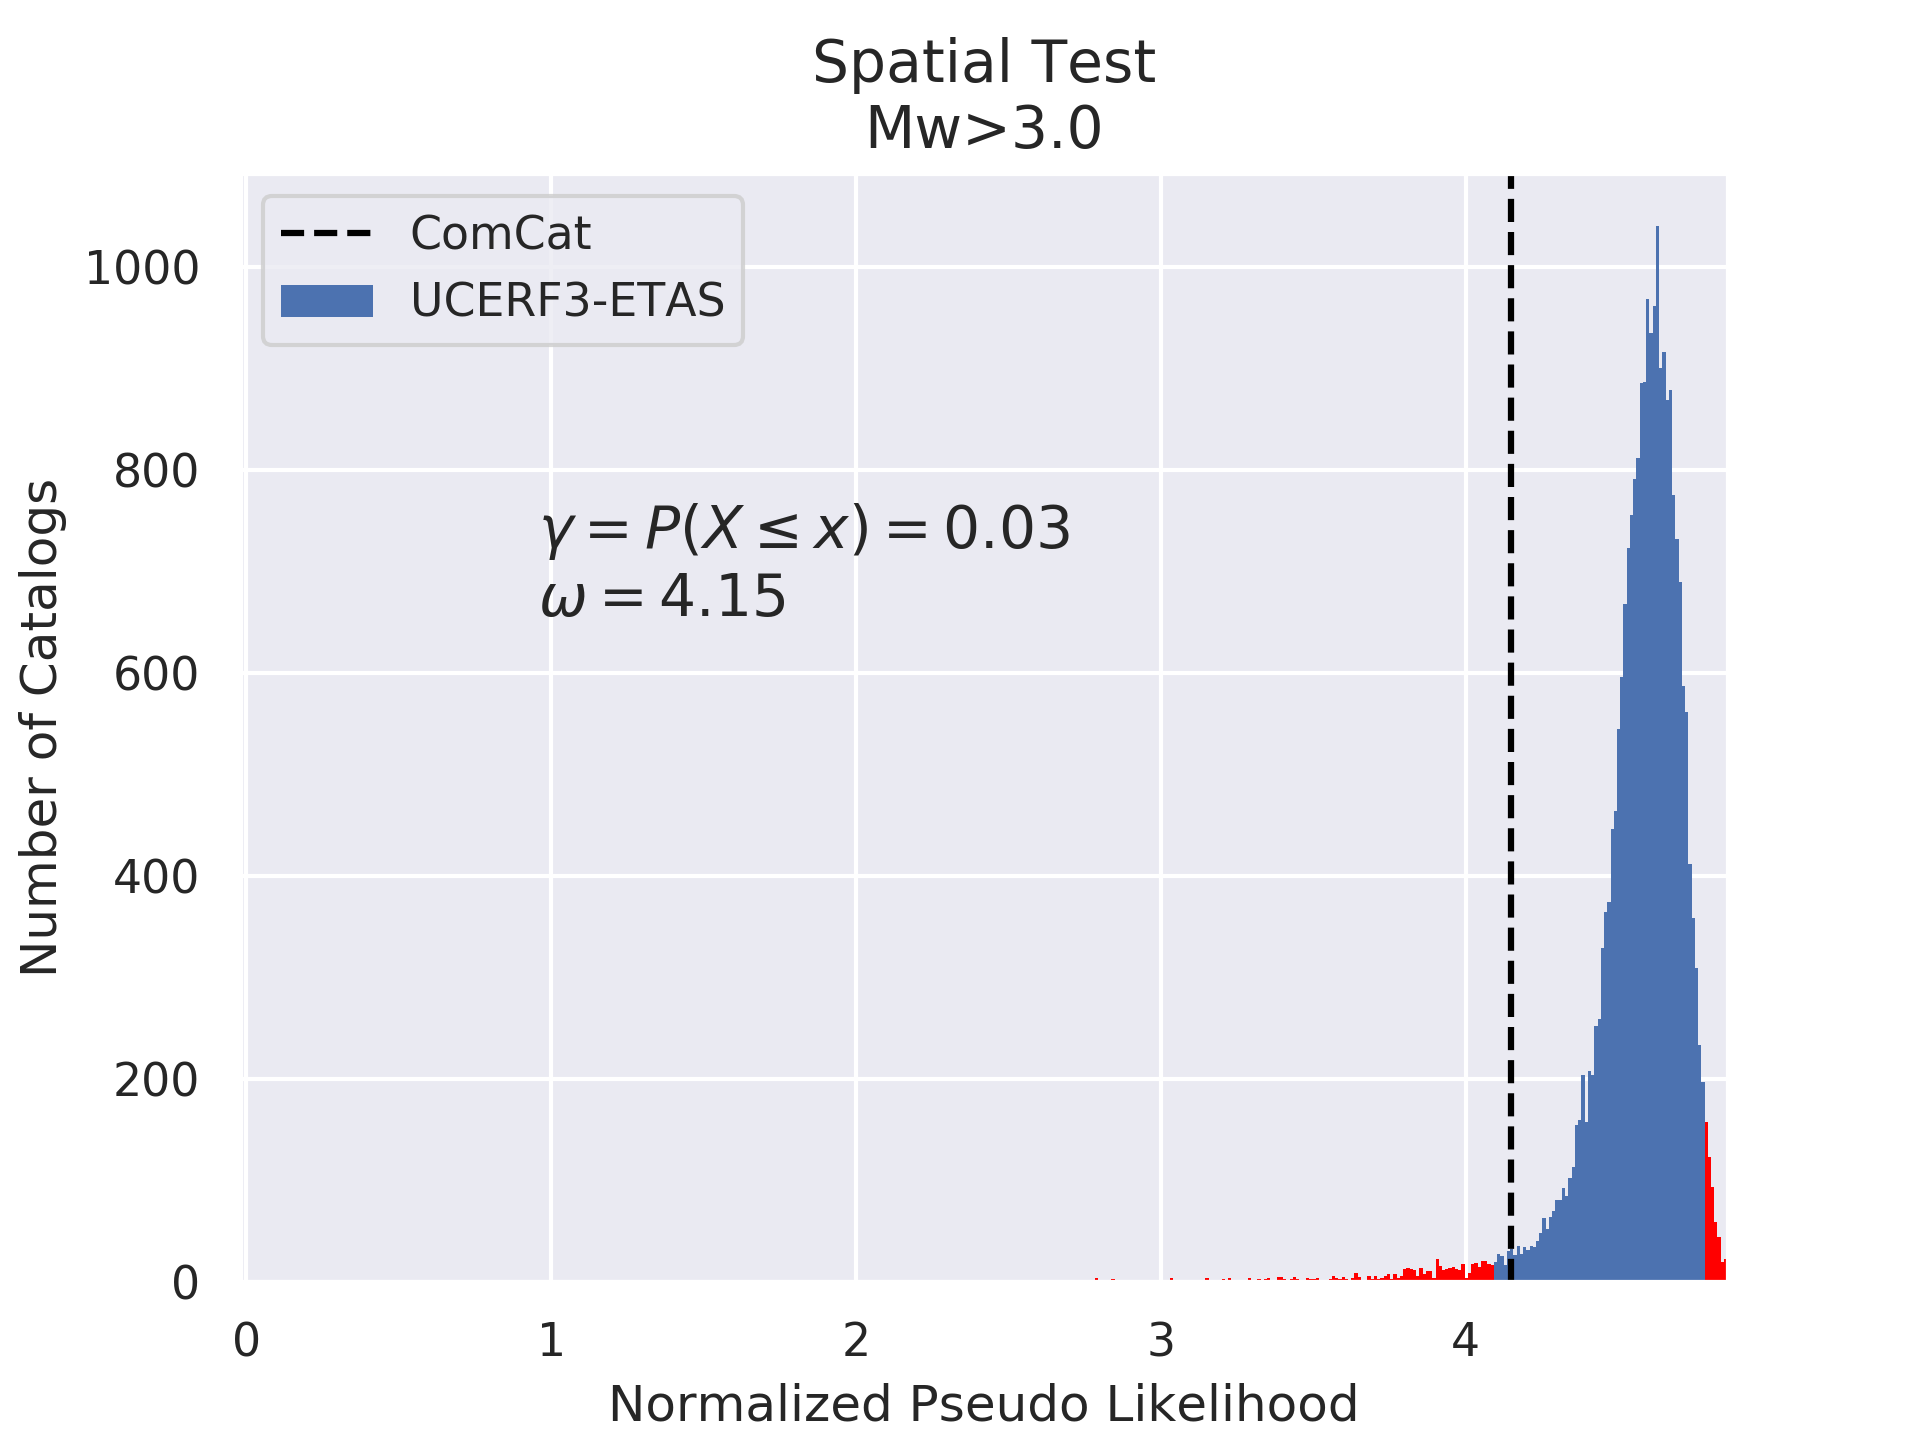 Spatial Test
Mw>3.0
ComCat
UCERF3-ETAS
γ = P(X ≤ x) = 0.03
ω = 4.15
Number of Catalogs
1000
800
600
400
200
0
0 1 2 3 4
Normalized Pseudo Likelihood